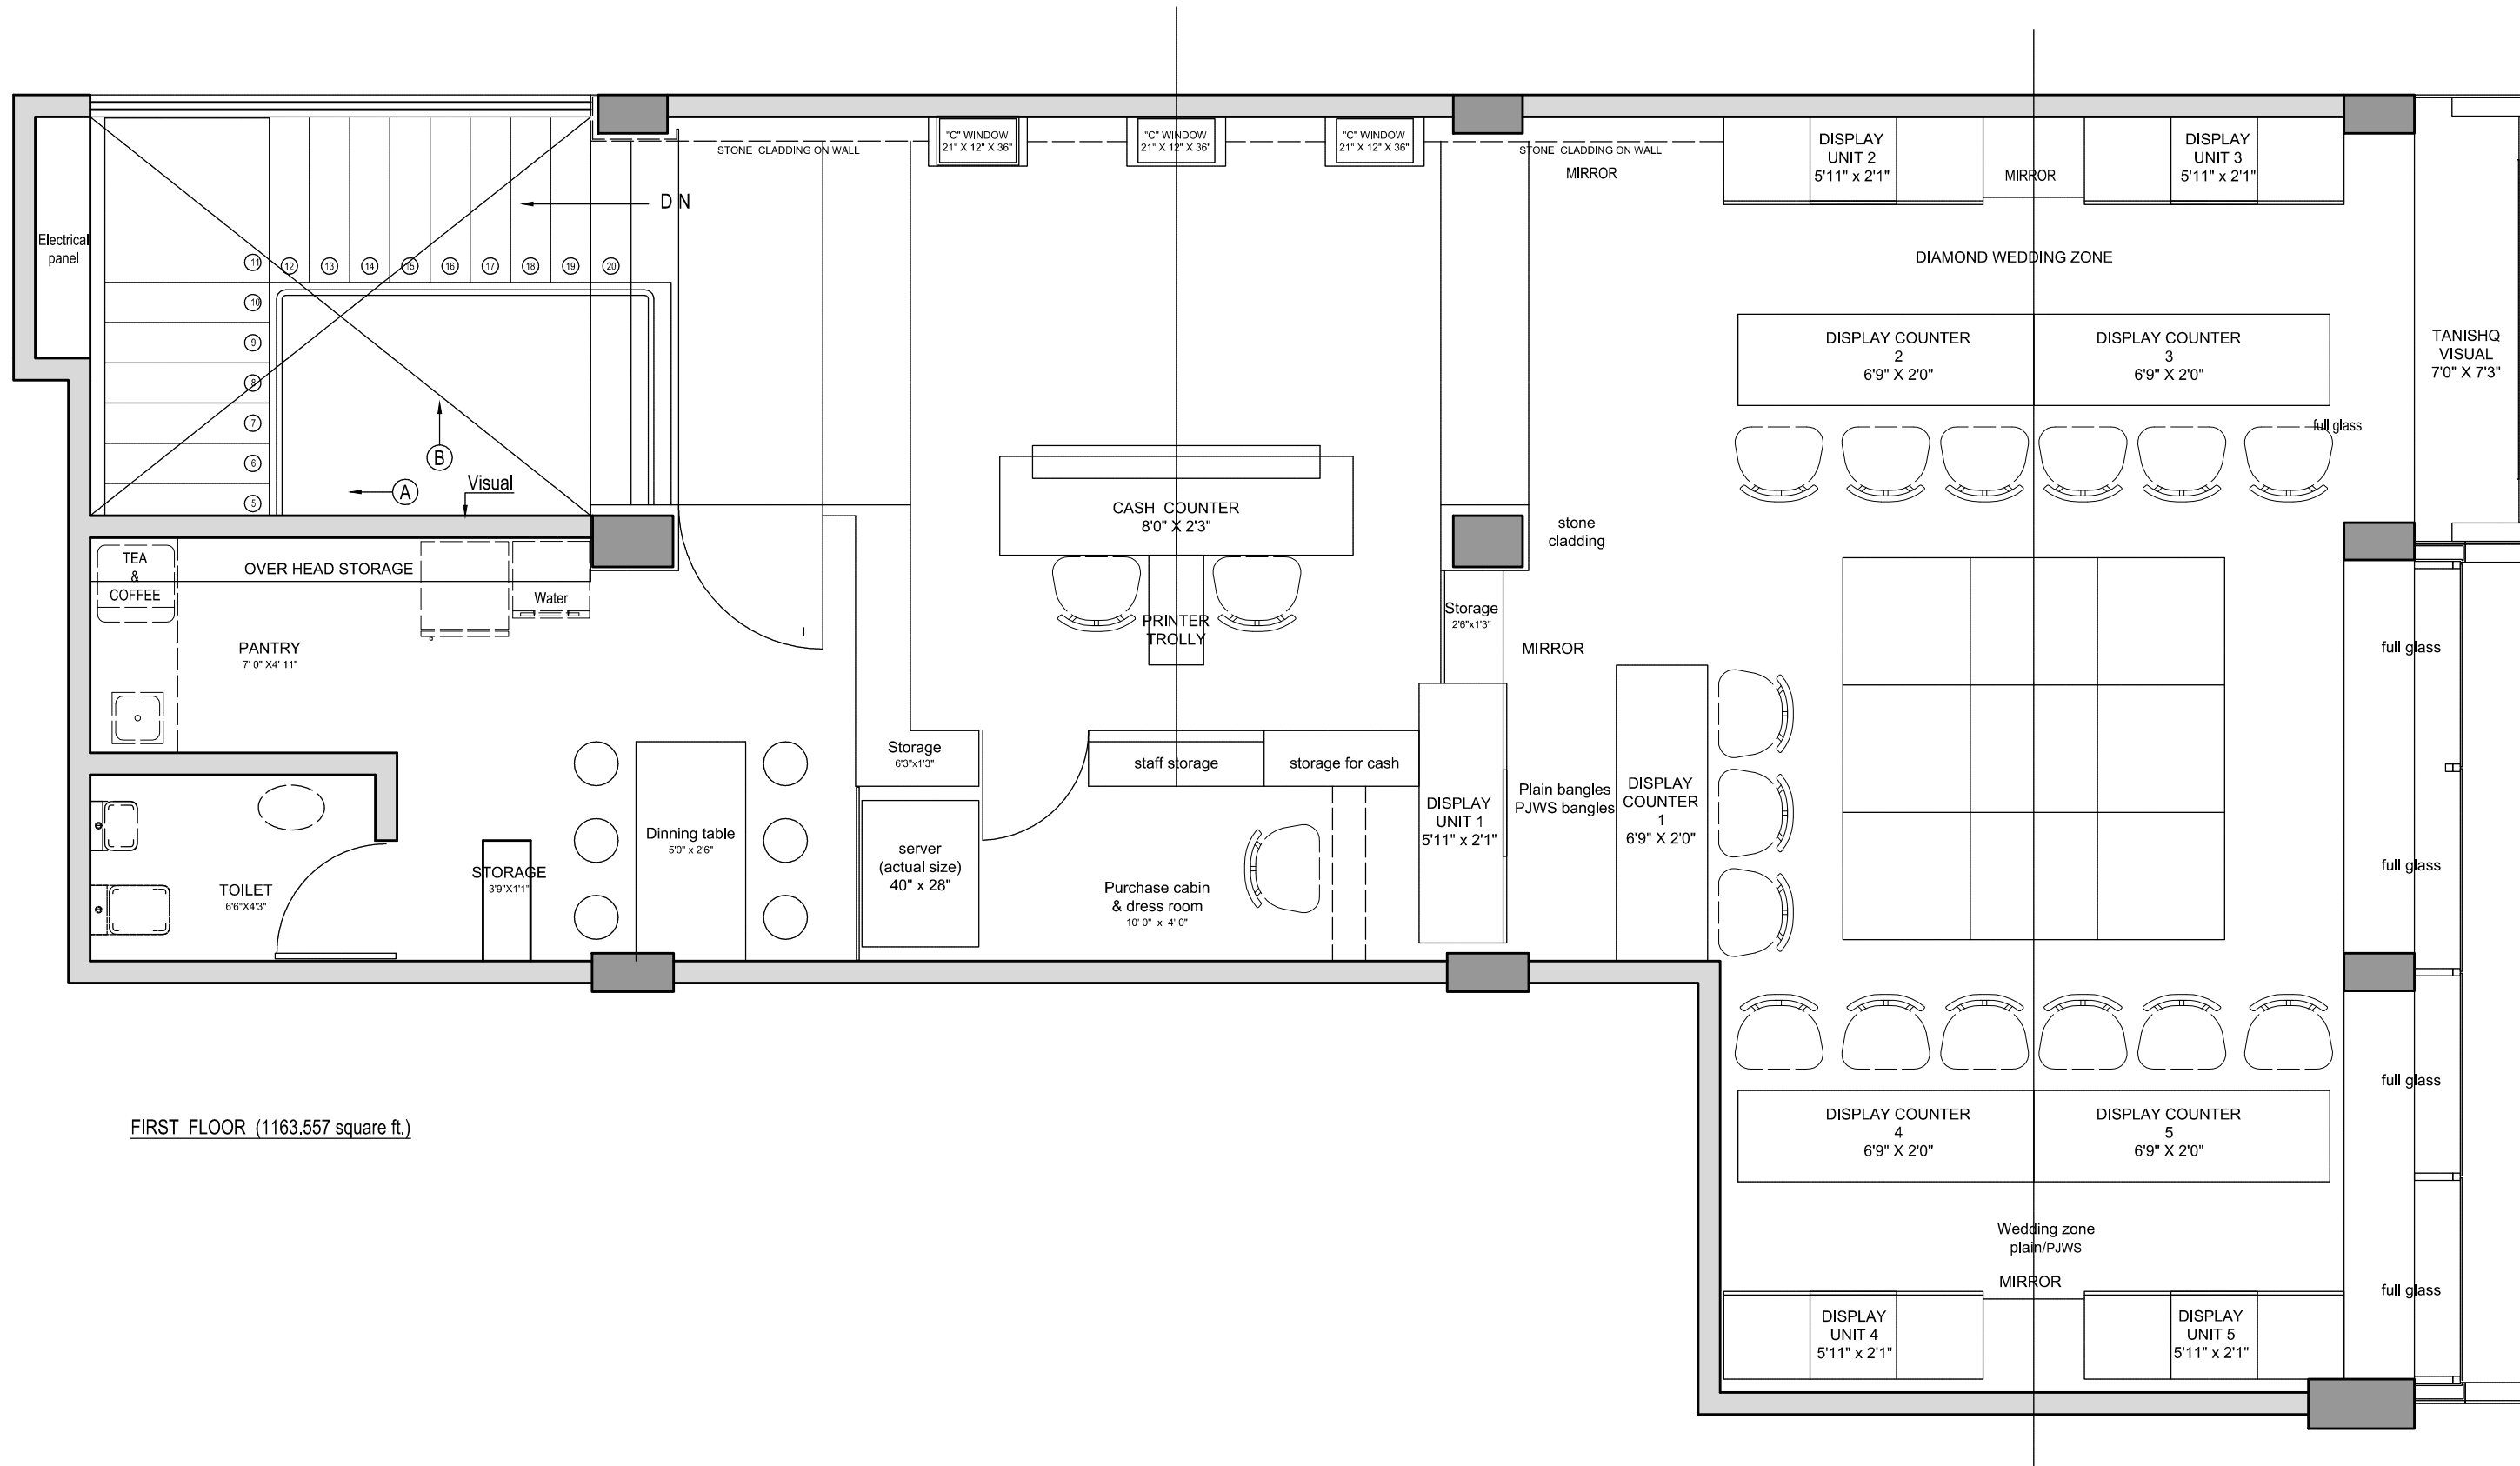 "C" WINDOW
21" X 12" X 36"
"C" WINDOW
21" X 12" X 36"
"C" WINDOW
21" X 12" X 36"
STONE CLADDING ON WALL
STONE CLADDING ON WALL
MIRROR
DISPLAY
UNIT 2
5'11" x 2'1"
MIRROR
DISPLAY
UNIT 3
5'11" x 2'1"
D N
Electrical
panel
11
12
13
14
15
16
17
18
19
20
10
9
8
7
6
5
B
A
Visual
DIAMOND WEDDING ZONE
DISPLAY COUNTER
2
6'9" X 2'0"
DISPLAY COUNTER
3
6'9" X 2'0"
TANISHQ
VISUAL
7'0" X 7'3"
full glass
CASH COUNTER
8'0" X 2'3"
stone
cladding
TEA
&
COFFEE
OVER HEAD STORAGE
Water
PRINTER
TROLLY
Storage
2'6"x1'3"
MIRROR
PANTRY
7' 0" X4' 11"
full glass
Storage
6'3"x1'3"
staff storage
storage for cash
Plain bangles
PJWS bangles
DISPLAY
UNIT 1
5'11" x 2'1"
DISPLAY
COUNTER
1
6'9" X 2'0"
Dinning table
5'0" x 2'6"
server
(actual size)
40" x 28"
STORAGE
3'9"X1'1"
TOILET
6'6"X4'3"
Purchase cabin
& dress room
10' 0" x 4' 0"
full glass
full glass
FIRST FLOOR (1163.557 square ft.)
DISPLAY COUNTER
4
6'9" X 2'0"
DISPLAY COUNTER
5
6'9" X 2'0"
Wedding zone
plain/PJWS
MIRROR
full glass
DISPLAY
UNIT 4
5'11" x 2'1"
DISPLAY
UNIT 5
5'11" x 2'1"